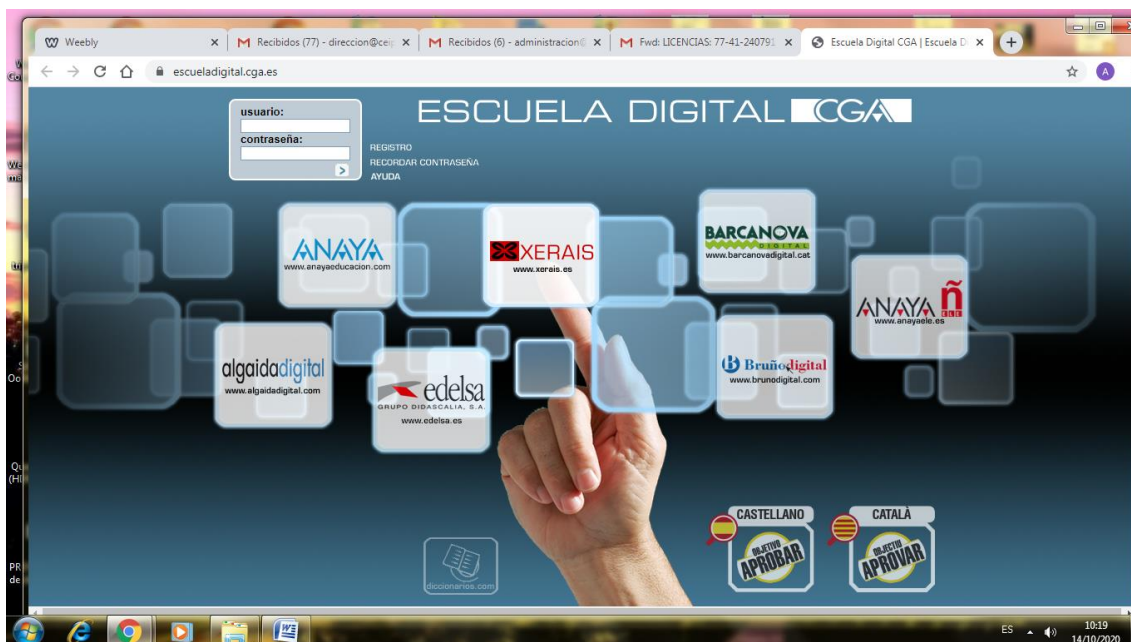 Weebly
Recibidos (77) - direccion@cei
Recibidos (6) - administracion@
Fwd: LICENCIAS: 77-41-240791
Escuela Digital CGA | Escuela D
escueladigital.cga.es
A
usuario:
contraseña:
REGISTRO
RECORDAR CONTRASEÑA
AYUDA
ESCUELA DIGITAL CGA
ANAYA
www.anayaeducacion.com
XERAIS
www.xerais.es
BARCANOVA
DIGITAL
www.barcanovadigital.cat
ANAYA ñ
ELE
www.anayaele.es
algaidadigital
www.algaidadigital.com
edelsa
GRUPO DIDASCALIA, S.A.
www.edelsa.es
Bruñodigital
www.brunodigital.com
CASTELLANO
OBJETIVO
APROBAR
CATALÀ
OBJECTIU
APROVAR
diccionarios.com
ES
10:19
14/10/2020